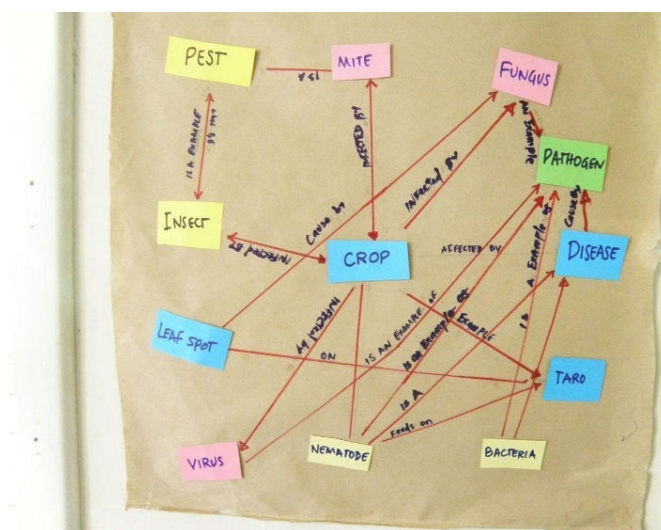 PEST
IS A
MITE
FUNGUS
AN EXAMPLE
PATHOGEN
IS A EXAMPLE
INFECTED BY
INFECTED BY
Cause by
Cause by
INSECT
INFECTED BY
CROP
AFFECTED BY
DISEASE
IS A Example of
LEAF SPOT
ON
INFECTED BY
IS AN EXAMPLE OF
IS AN EXAMPLE OF
EXAMPLE
TARO
IS A
Feeds on
VIRUS
NEMATODE
BACTERIA